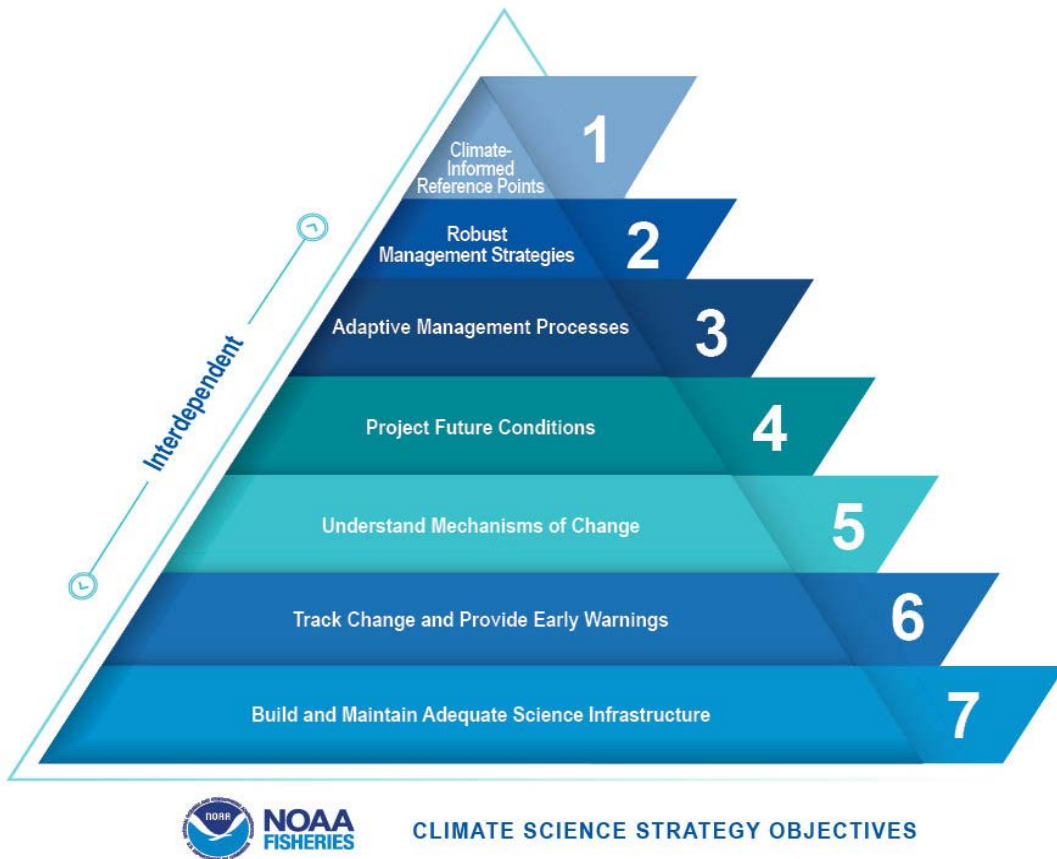 1
Climate-
Informed
Reference Points
2
Robust
Management Strategies
3
Adaptive Management Processes
4
Project Future Conditions
5
Understand Mechanisms of Change
6
Track Change and Provide Early Warnings
7
Build and Maintain Adequate Science Infrastructure
Interdependent
NOAA
NOAA
FISHERIES
CLIMATE SCIENCE STRATEGY OBJECTIVES